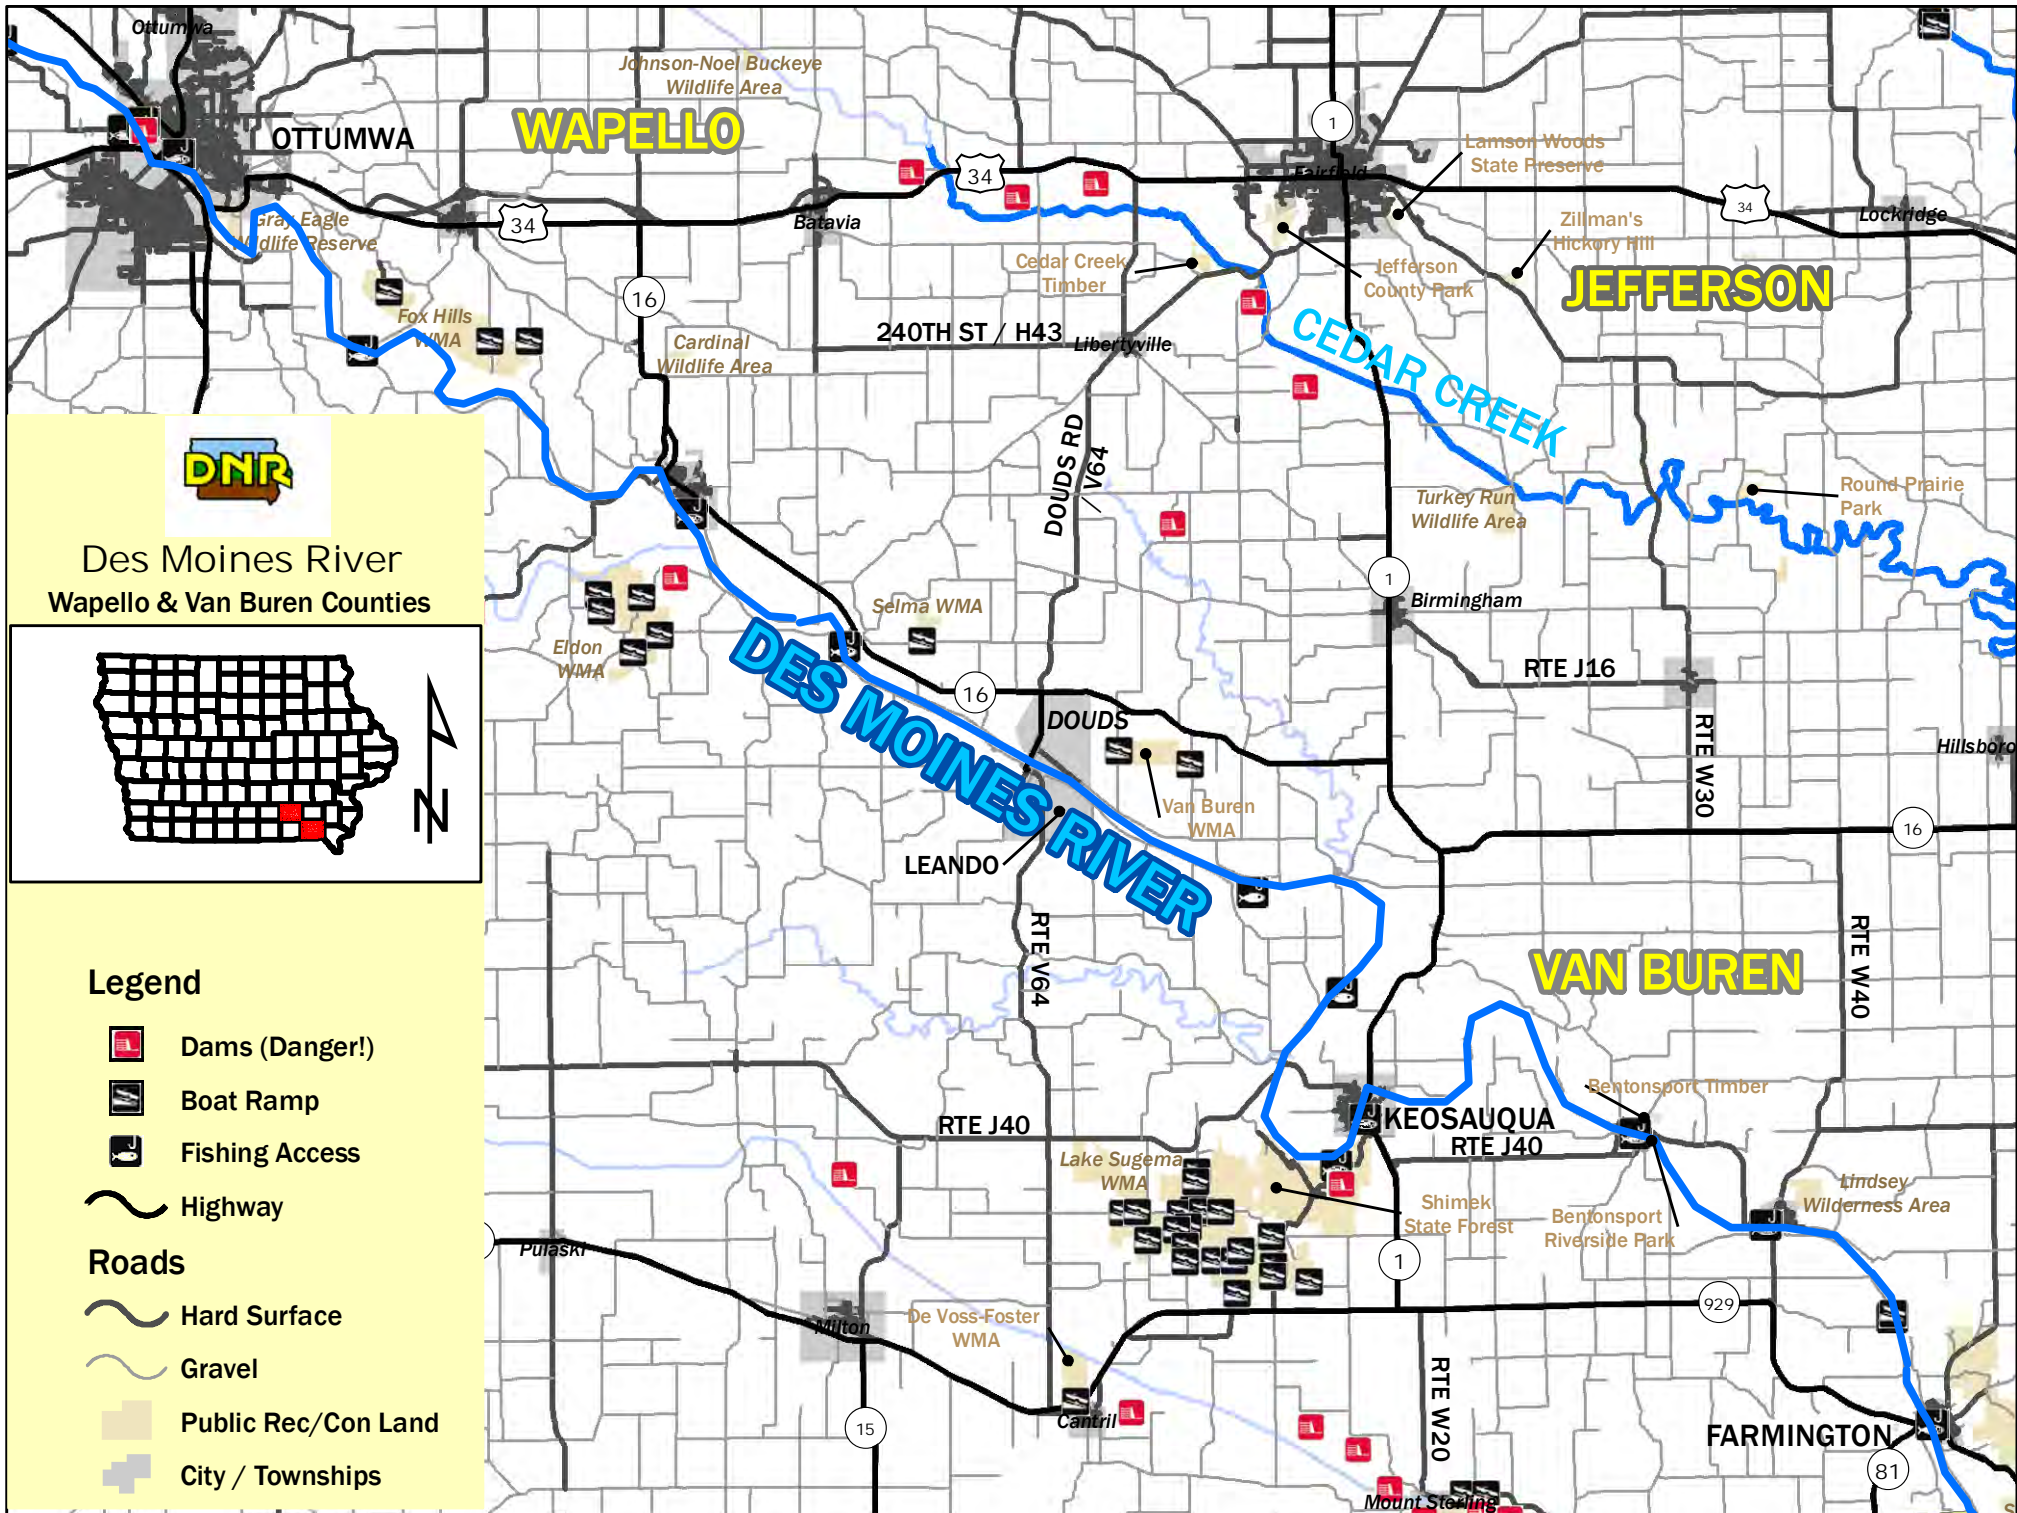 Ottumwa
Johnson-Noel Buckeye
Wildlife Area
WAPELLO
OTTUMWA
1
Lamson Woods
State Preserve
34
Fairfield
34
Gray Eagle
Wildlife Reserve
34
Batavia
Lockridge
Zillman's
Hickory Hill
Cedar Creek
Timber
Jefferson
County Park
JEFFERSON
16
Fox Hills
WMA
Cardinal
Wildlife Area
240TH ST / H43
Libertyville
CEDAR CREEK
DOUDS RD
V64
Turkey Run
Wildlife Area
Round Prairie
Park
DNR
Des Moines River
Wapello & Van Buren Counties
N
1
Birmingham
Selma WMA
Eldon
WMA
DES MOINES RIVER
RTE J16
16
DOUDS
RTE W30
Hillsboro
Van Buren
WMA
16
LEANDO
RTE V64
VAN BUREN
RTE W40
Legend
Dams (Danger!)
Boat Ramp
Fishing Access
Highway
Roads
Hard Surface
Gravel
Public Rec/Con Land
City / Townships
Bentonsport Timber
KEOSAUQUA
RTE J40
RTE J40
Lake Sugema
WMA
Shimek
State Forest
Bentonsport
Riverside Park
Lindsey
Wilderness Area
Pulaski
1
929
Milton
De Voss-Foster
WMA
RTE W20
Cantril
15
FARMINGTON
81
Mount Sterling
S